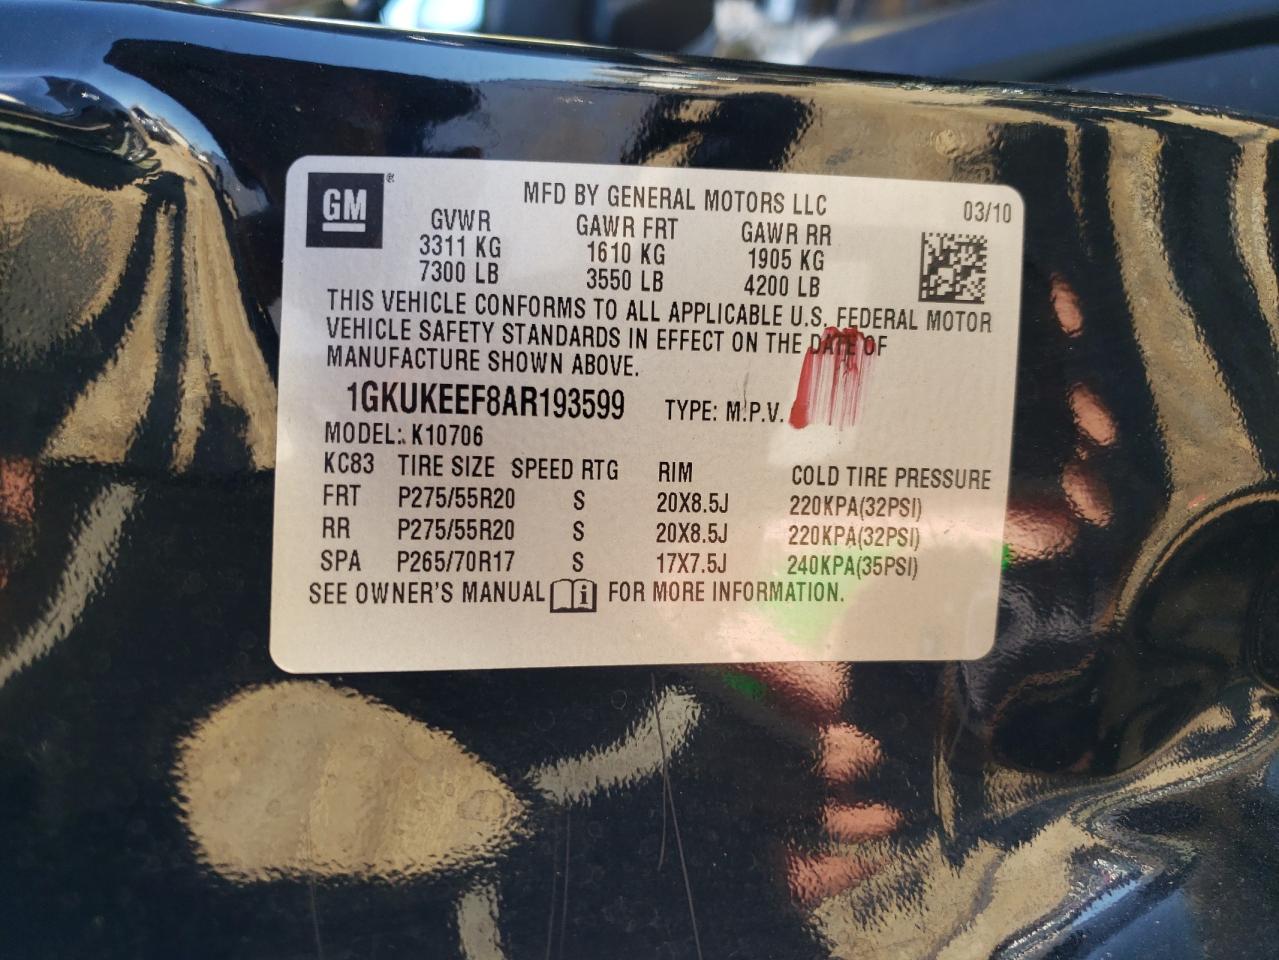 GM®
MFD BY GENERAL MOTORS LLC
03/10
GVWR GAWR FRT GAWR RR
3311 KG 1610 KG 1905 KG
7300 LB 3550 LB 4200 LB
THIS VEHICLE CONFORMS TO ALL APPLICABLE U.S. FEDERAL MOTOR
VEHICLE SAFETY STANDARDS IN EFFECT ON THE DATE OF
MANUFACTURE SHOWN ABOVE.
1GKUKEEF8AR193599 TYPE: M.P.V.
MODEL: K10706
KC83 TIRE SIZE SPEED RTG RIM COLD TIRE PRESSURE
FRT P275/55R20 S 20X8.5J 220KPA(32PSI)
RR P275/55R20 S 20X8.5J 220KPA(32PSI)
SPA P265/70R17 S 17X7.5J 240KPA(35PSI)
SEE OWNER'S MANUAL FOR MORE INFORMATION.